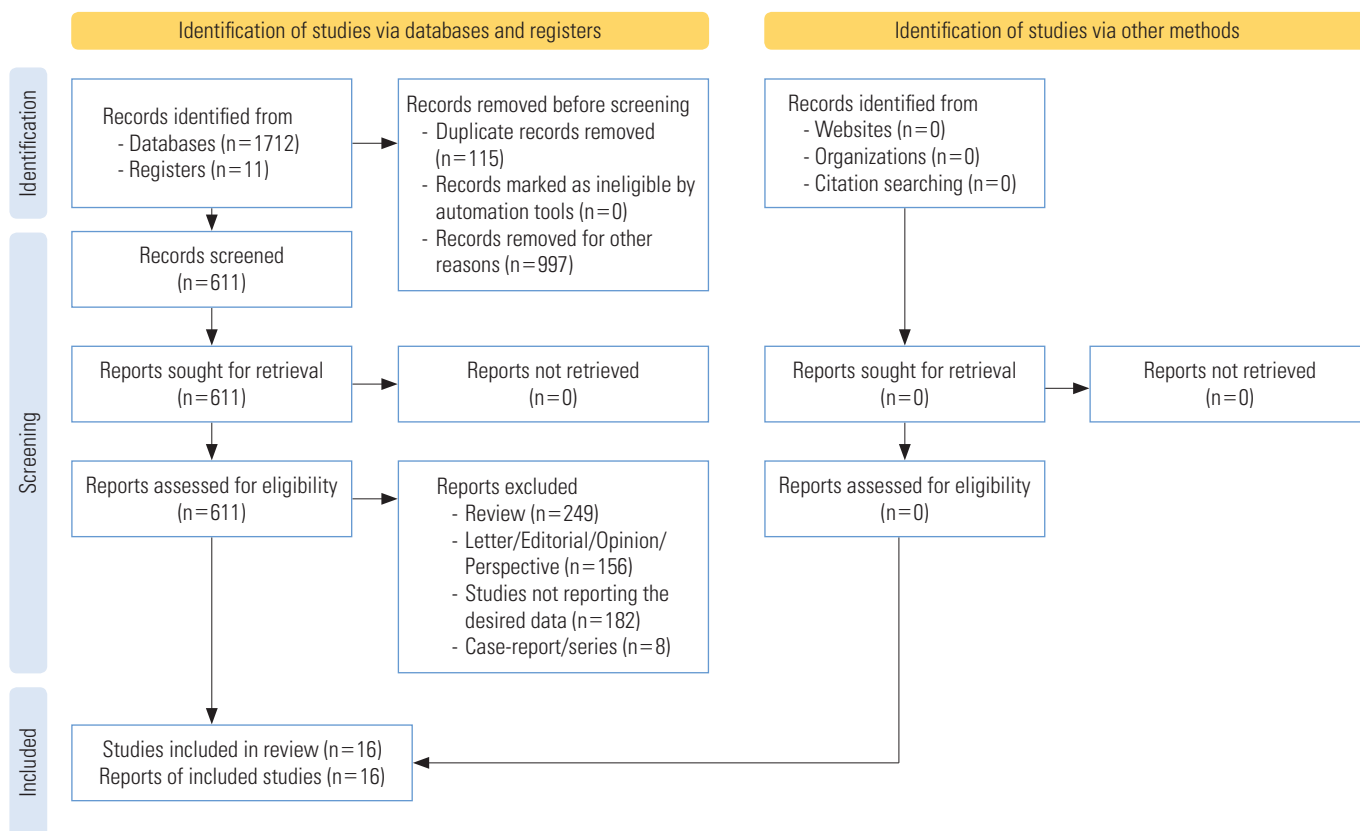 Identification of studies via databases and registers
Identification of studies via other methods
Identification
Records identified from
- Databases (n=1712)
- Registers (n=11)
Records removed before screening
- Duplicate records removed
(n=115)
- Records marked as ineligible by
automation tools (n=0)
- Records removed for other
reasons (n=997)
Records identified from
- Websites (n=0)
- Organizations (n=0)
- Citation searching (n=0)
Screening
Records screened
(n=611)
Reports sought for retrieval
(n=611)
Reports not retrieved
(n=0)
Reports sought for retrieval
(n=0)
Reports not retrieved
(n=0)
Reports assessed for eligibility
(n=611)
Reports excluded
- Review (n=249)
- Letter/Editorial/Opinion/
Perspective (n=156)
- Studies not reporting the
desired data (n=182)
- Case-report/series (n=8)
Reports assessed for eligibility
(n=0)
Included
Studies included in review (n=16)
Reports of included studies (n=16)